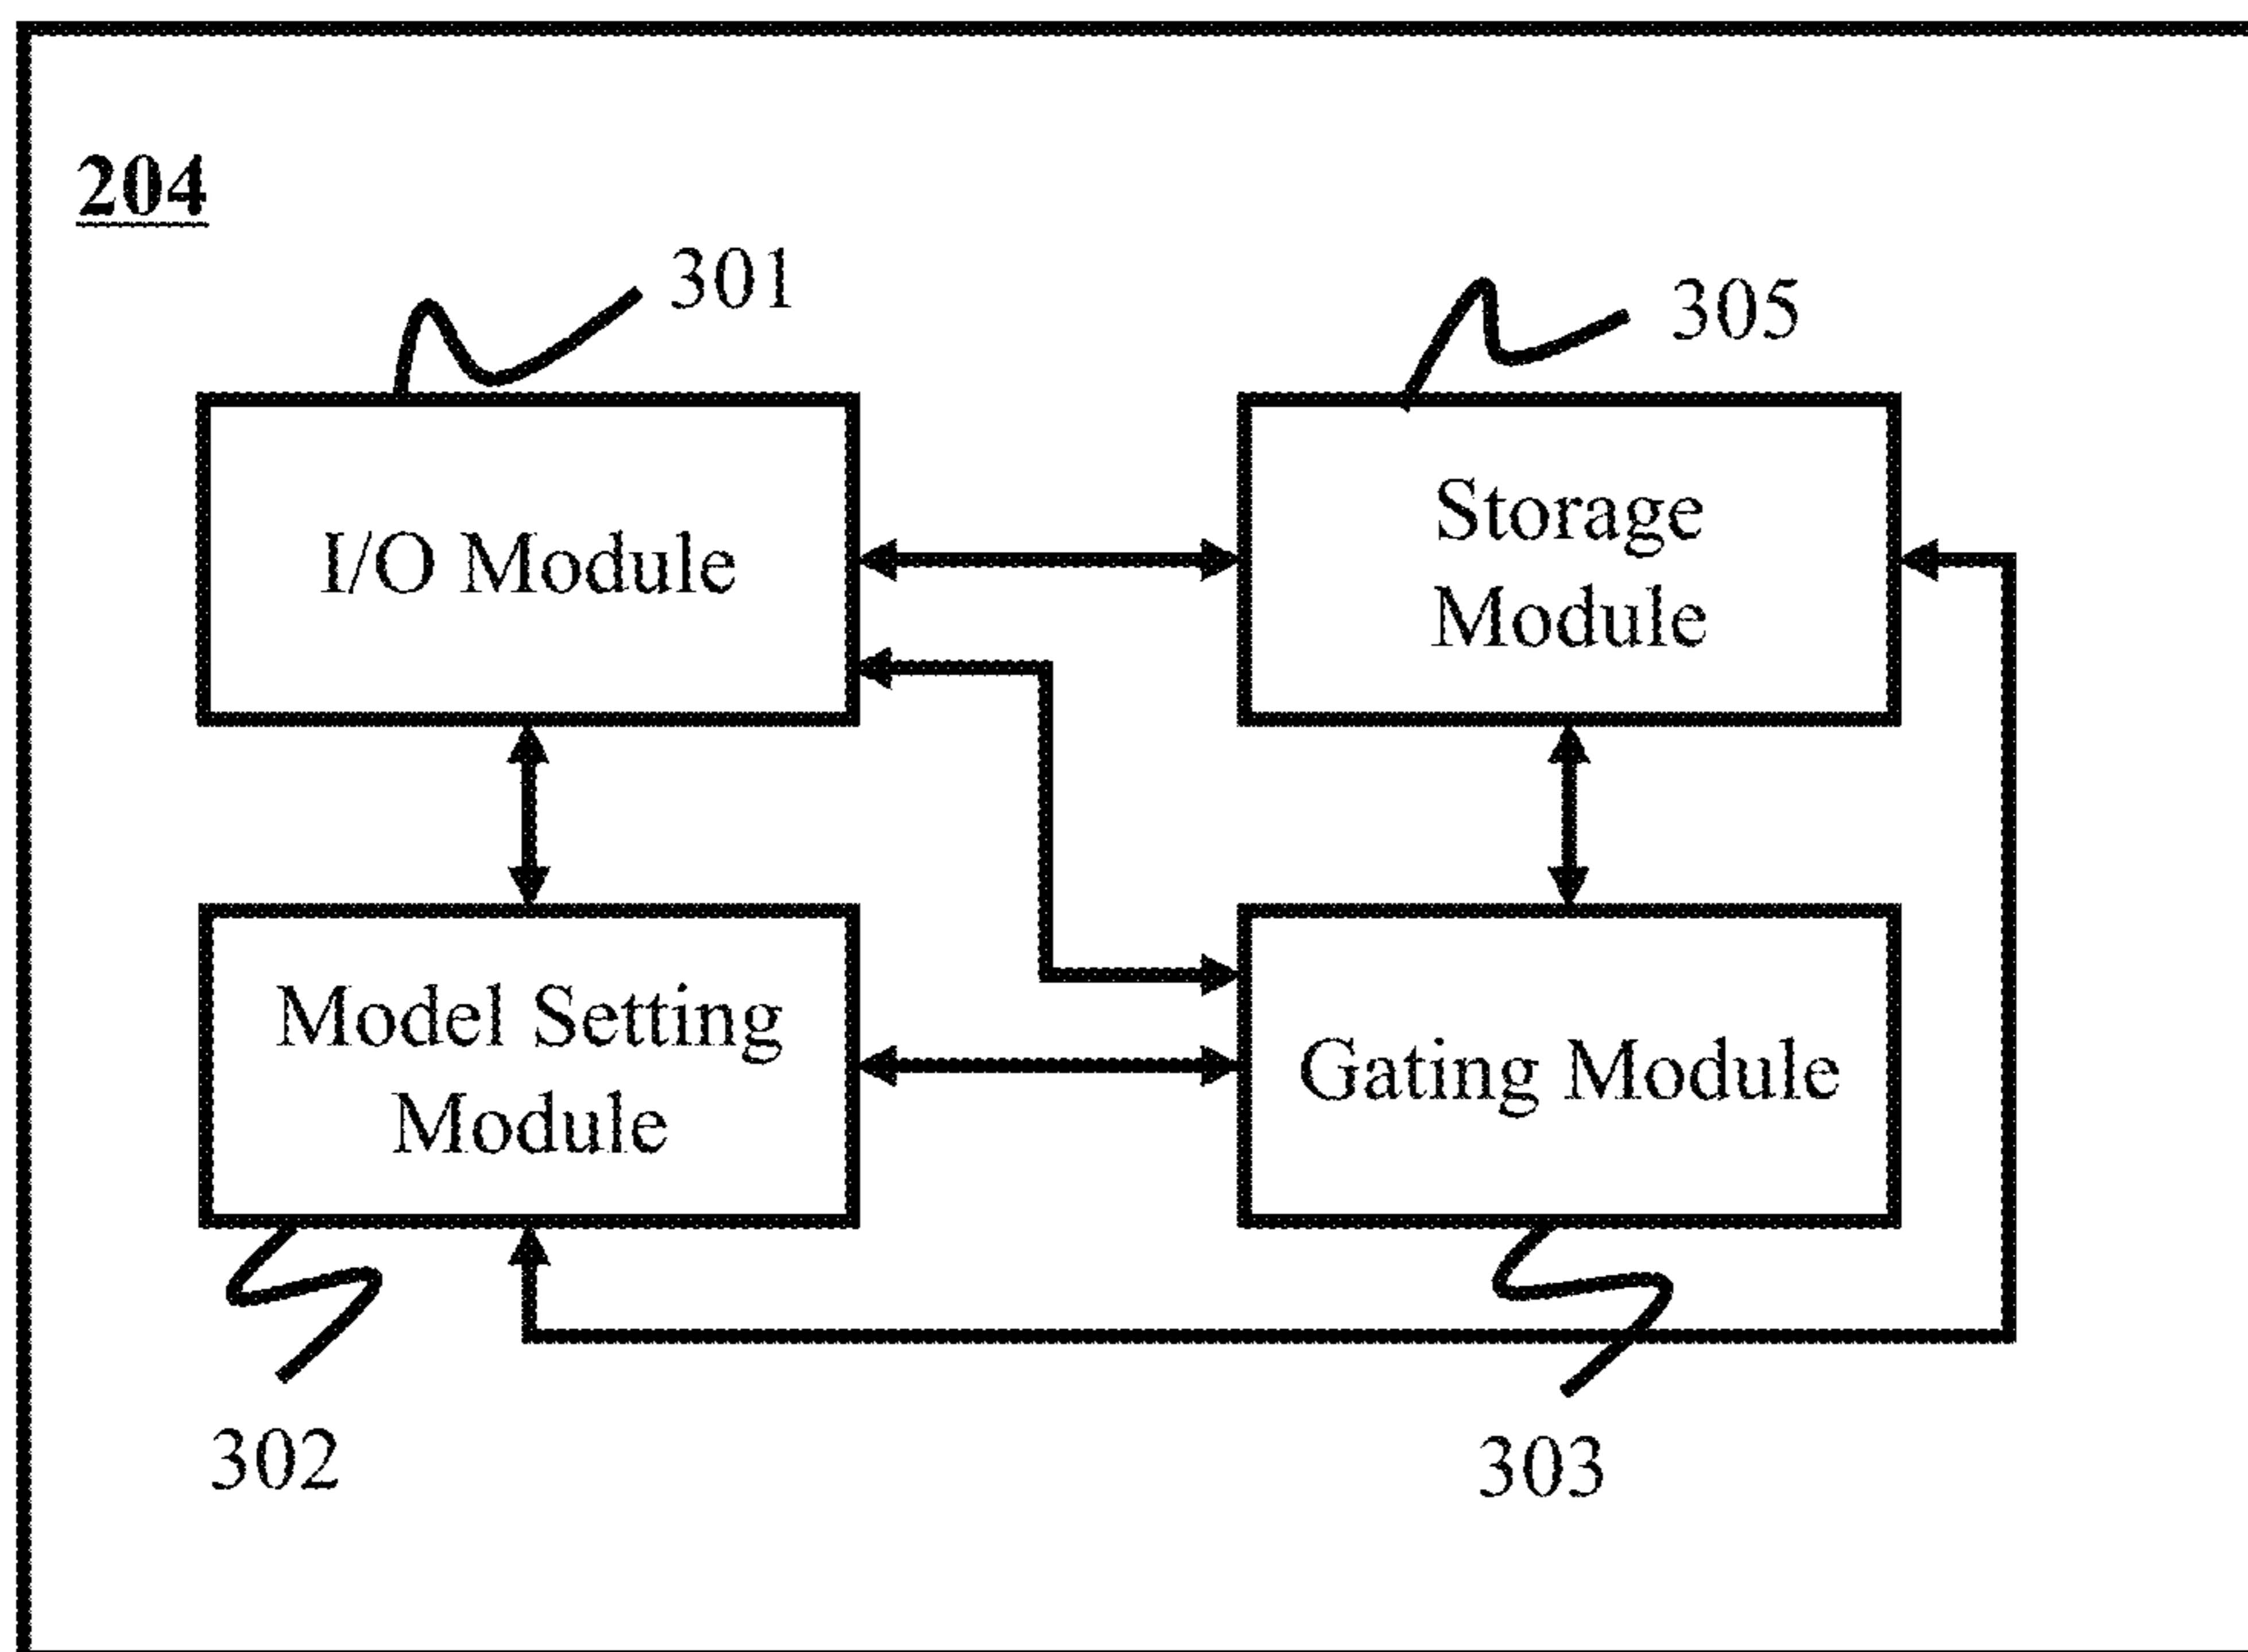 204
301
305
I/O Module
Storage
Module
Model Setting
Module
Gating Module
302
303